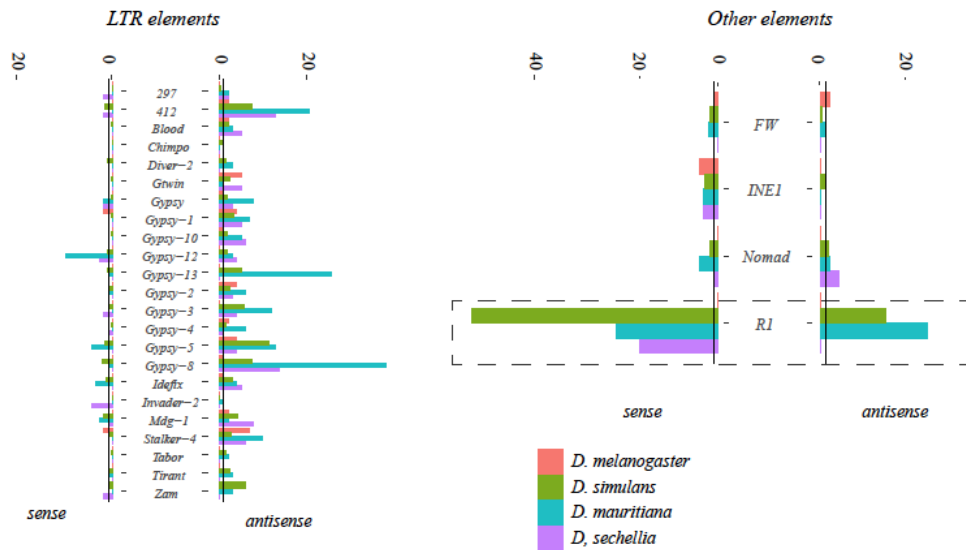 LTR elements
Other elements
20
0
0
20
40
0
0
20
297
412
Blood
Chimpo
Diver-2
Gtwin
Gypsy
Gypsy-1
Gypsy-10
Gypsy-12
Gypsy-13
Gypsy-2
Gypsy-3
Gypsy-4
Gypsy-5
Gypsy-8
Idefix
Invader-2
Mdg-1
Stalker-4
Tabor
Tirant
Zam
sense
antisense
FW
INE1
Nomad
R1
sense
antisense
D. melanogaster
D. simulans
D. mauritiana
D, sechellia